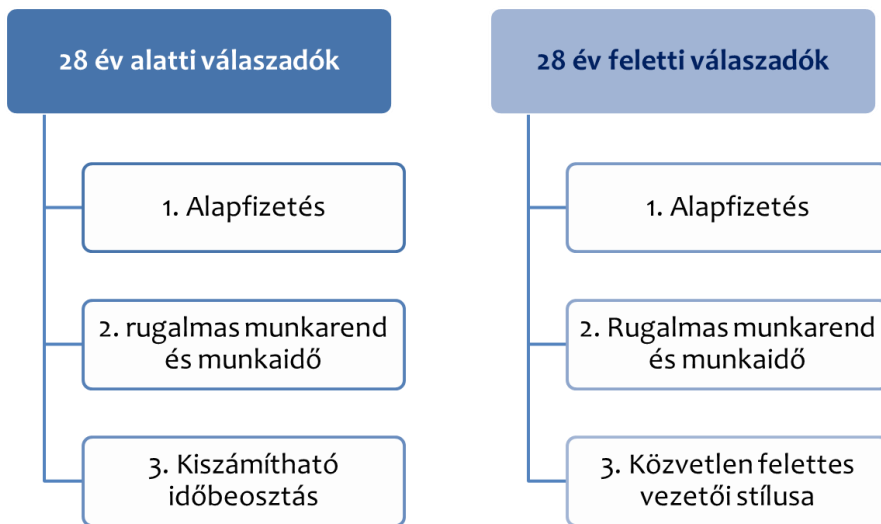 28 év alatti válaszadók
1. Alapfizetés
2. rugalmas munkarend
és munkaidő
3. Kiszámítható
időbeosztás
28 év feletti válaszadók
1. Alapfizetés
2. Rugalmas munkarend
és munkaidő
3. Közvetlen felettes
vezetői stílusa